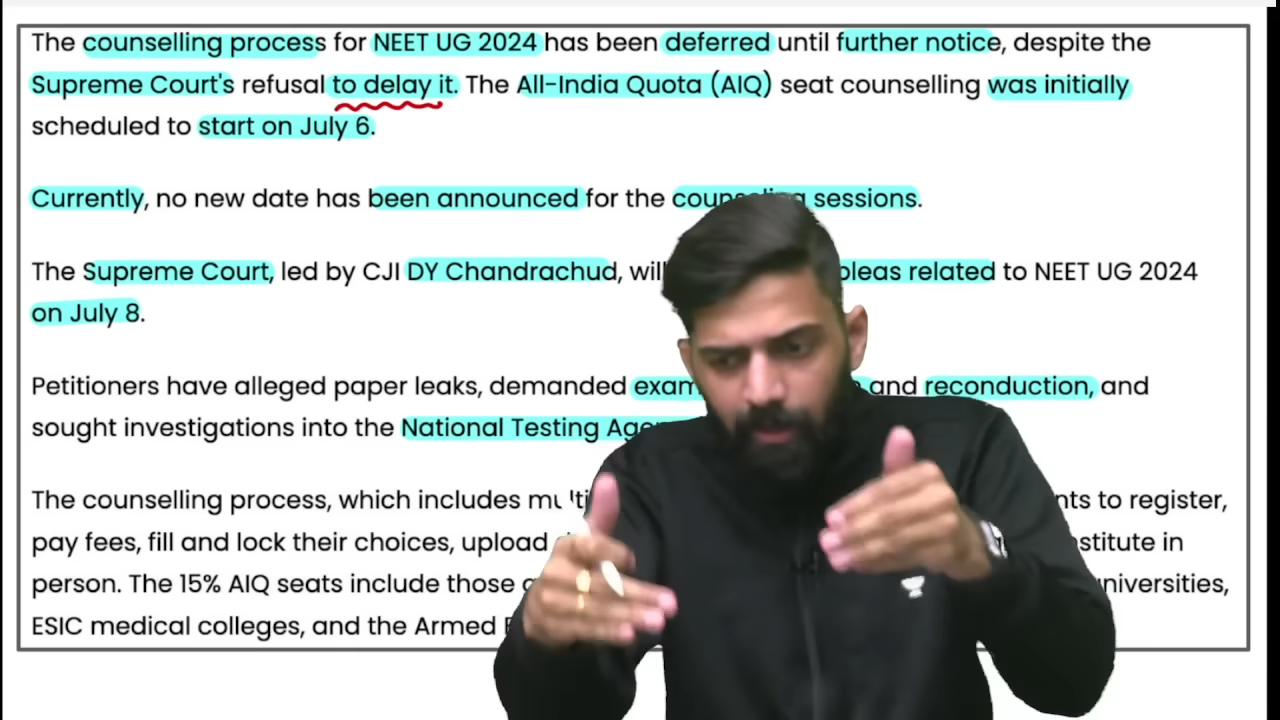 The counselling process for NEET UG 2024 has been deferred until further notice, despite the
Supreme Court's refusal to delay it. The All-India Quota (AIQ) seat counselling was initially
scheduled to start on July 6.
Currently, no new date has been announced for the counseling sessions.
The Supreme Court, led by CJI DY Chandrachud, will pleas related to NEET UG 2024
on July 8.
Petitioners have alleged paper leaks, demanded and reconduction, and
sought investigations into the National Testing
The counselling process, which includes to register,
pay fees, fill and lock their choices, upload in
person. The 15% AIQ seats include those universities,
ESIC medical colleges, and the Armed